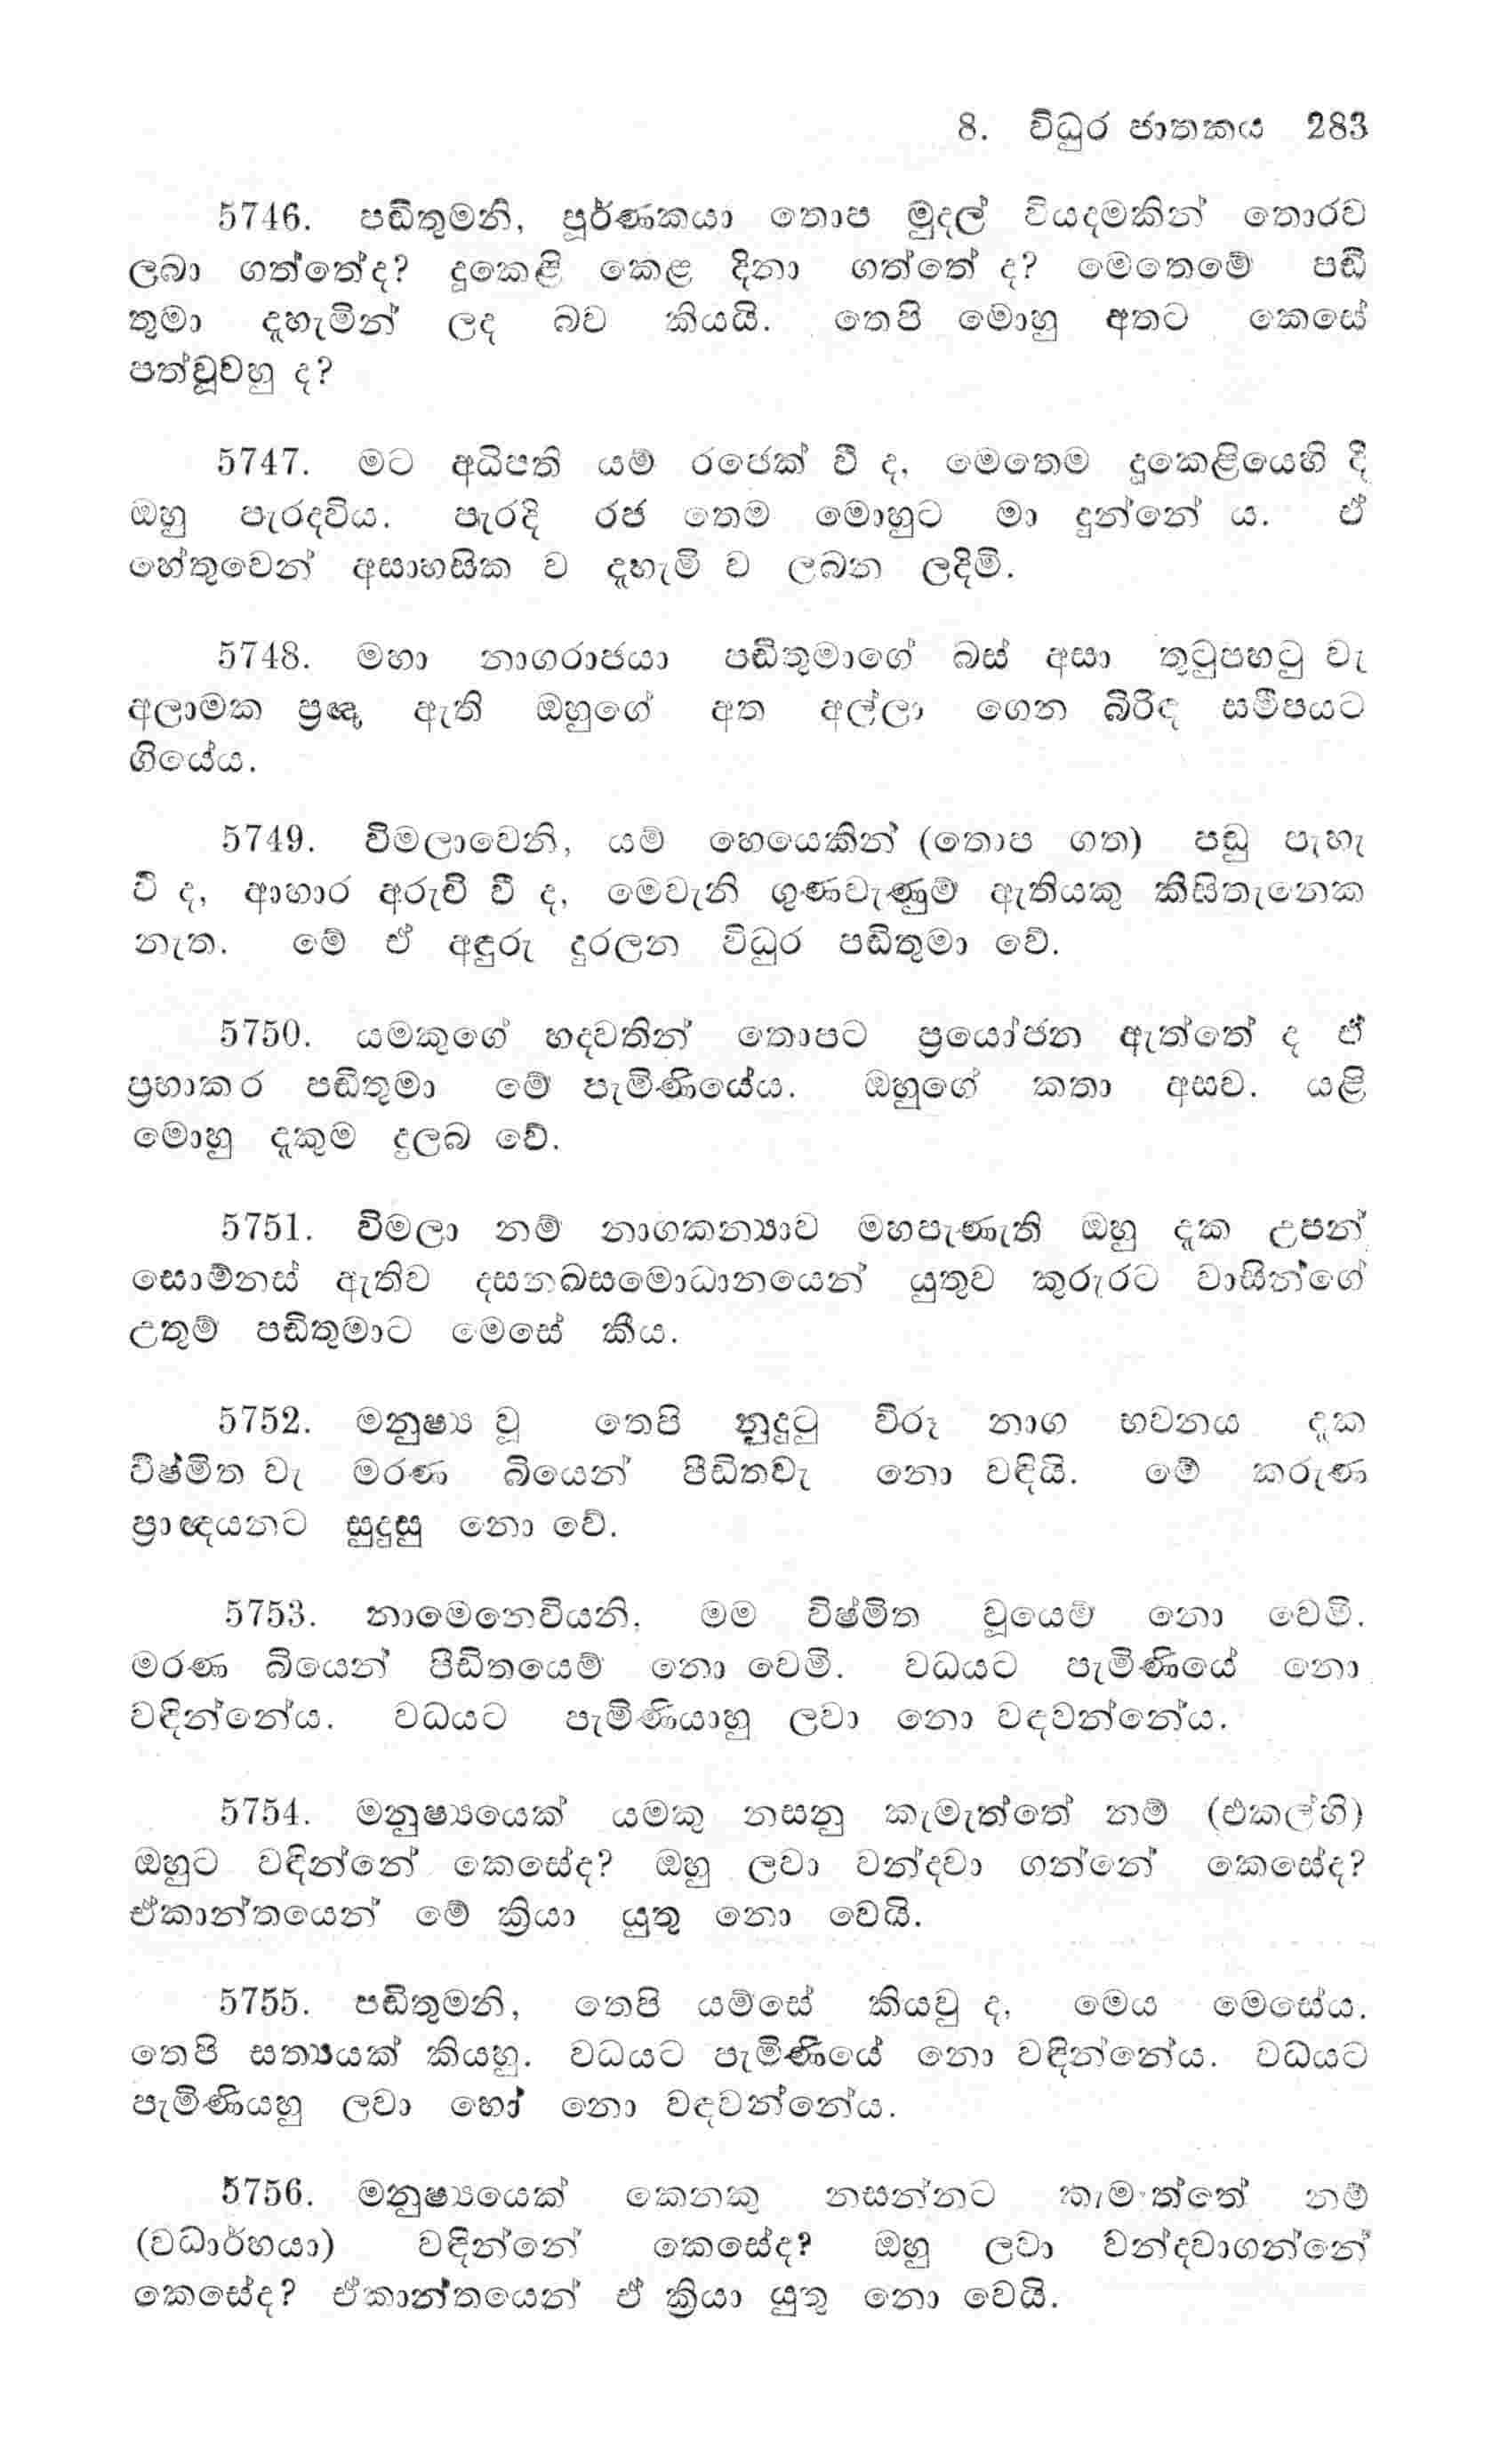 8. විධුර ජාතකය 283
5746. පඬිතුමනි, පූර්ණකයා තොප මුදල් වියදමකින් තොරව
ලබා ගත්තේද? දූකෙළි කෙළ දිනා ගත්තේ ද? මෙතෙමේ පඬි
තුමා දැහැමින් ලද බව කියයි. තෙපි මොහු අතට කෙසේ
පත්වූවහු ද?
5747. මට අධිපති යම් රජෙක් වී ද, මෙතෙම දූකෙළියෙහි දී
ඔහු පැරදවිය. පැරදි රජ තෙම මොහුට මා දුන්නේ ය. ඒ
හේතුවෙන් අසාහසික ව දැහැමි ව ලබන ලදිමි.
5748. මහා නාගරාජයා පඬිතුමාගේ බස් අසා තුටුපහටු වැ
අලාමක ප්‍රඥා ඇති ඔහුගේ අත අල්ලා ගෙන බිරිඳ සමීපයට
ගියේය.
5749. විමලාවෙනි, යම් හෙයෙකින් (තොප ගත) පඬු පැහැ
වී ද, ආහාර අරුචි වී ද, මෙවැනි ගුණවැණුම් ඇතියකු කිසිතැනෙක
නැත. මේ ඒ අඳුරු දුරලන විධුර පඬිතුමා වේ.
5750. යමකුගේ හදවතින් තොපට ප්‍රයෝජන ඇත්තේ ද ඒ
ප්‍රභාකර පඬිතුමා මේ පැමිණියේය. ඔහුගේ කතා අසව. යළි
මොහු දැකුම දුලබ වේ.
5751. විමලා නම් නාගකන්‍යාව මහපැණැති ඔහු දැක උපන්
සොම්නස් ඇතිව දසනඛසමොධානයෙන් යුතුව කුරුරට වාසීන්ගේ
උතුම් පඬිතුමාට මෙසේ කීය.
5752. මනුෂ්‍ය වූ තෙපි නුදුටු විරූ නාග භවනය දැක
විෂ්මිත වැ මරණ බියෙන් පීඩිතවැ නො වඳියි. මේ කරුණ
ප්‍රාඥයනට සුදුසු නො වේ.
5753. නාමෙනෙවියනි, මම විෂ්මිත වූයෙම් නො වෙමි.
මරණ බියෙන් පීඩිතයෙම් නො වෙමි. වධයට පැමිණියේ නො
වඳින්නේය. වධයට පැමිණියාහු ලවා නො වඳවන්නේය.
5754. මනුෂ්‍යයෙක් යමකු නසනු කැමැත්තේ නම් (එකල්හි)
ඔහුට වඳින්නේ කෙසේද? ඔහු ලවා වන්දවා ගන්නේ කෙසේද?
ඒකාන්තයෙන් මේ ක්‍රියා යුතු නො වෙයි.
5755. පඬිතුමනි, තෙපි යම්සේ කියවු ද, මෙය මෙසේය.
තෙපි සත්‍යයක් කියහු. වධයට පැමිණියේ නො වඳින්නේය. වධයට
පැමිණියහු ලවා හෝ නො වඳවන්නේය.
5756. මනුෂ්‍යයෙක් කෙනකු නසන්නට කැමැත්තේ නම්
(වධාර්හයා) වඳින්නේ කෙසේද? ඔහු ලවා වන්දවාගන්නේ
කෙසේද? ඒකාන්තයෙන් ඒ ක්‍රියා යුතු නො වෙයි.